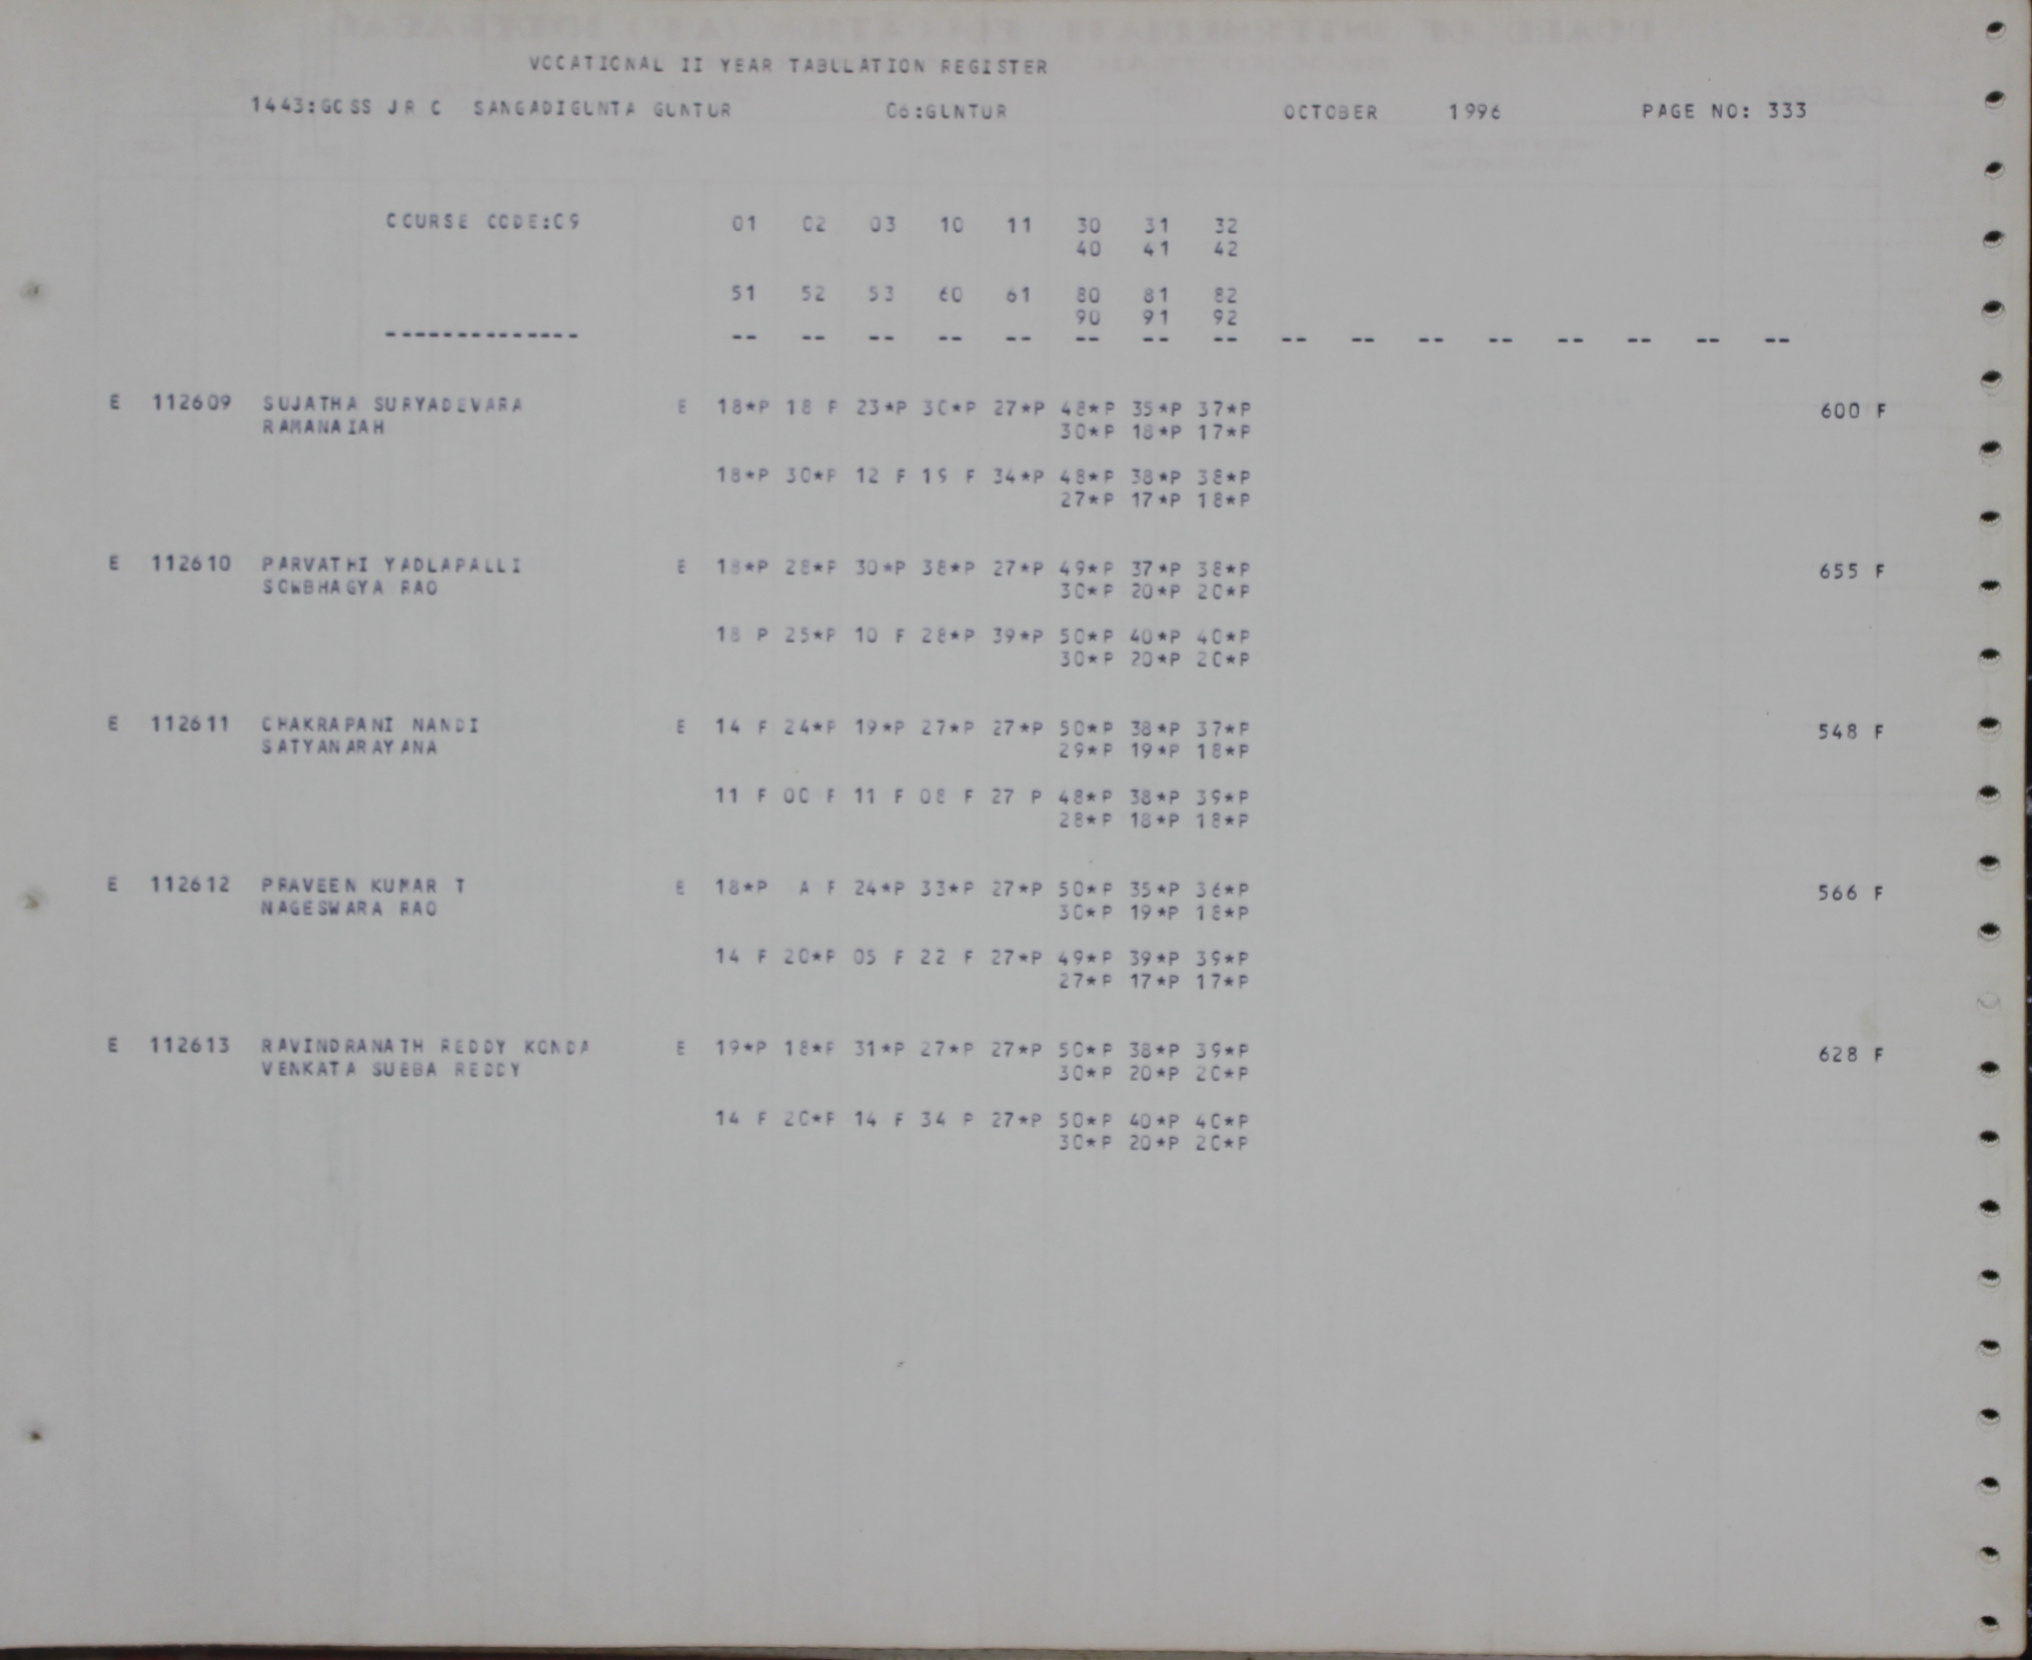 VOCATIONAL II YEAR TABULATION REGISTER
1443:GCSS JR C SANGADIGUNTA GUNTUR 06:GUNTUR OCTOBER 1996 PAGE NO: 333
COURSE CODE:09 01 02 03 10 11 30 31 32
40 41 42
51 52 53 60 61 80 81 82
90 91 92
-------------- -- -- -- -- -- -- -- -- -- -- -- -- -- -- -- --
E 112609 SUJATHA SURYADEVARA E 18*P 18 P 23*P 30*P 27*P 48*P 35*P 37*P 600 F
RAMANAIAH 30*P 18*P 17*P
18*P 30*P 12 F 19 F 34*P 48*P 38*P 38*P
27*P 17*P 18*P
E 112610 PARVATHI YADLAPALLI E 18*P 28*P 30*P 38*P 27*P 49*P 37*P 38*P 655 F
SOWBHAGYA RAO 30*P 20*P 20*P
18 P 25*P 10 F 28*P 39*P 50*P 40*P 40*P
30*P 20*P 20*P
E 112611 CHAKRAPANI NANDI E 14 F 24*P 19*P 27*P 27*P 50*P 38*P 37*P 548 F
SATYANARAYANA 29*P 19*P 18*P
11 F 00 F 11 F 08 F 27 P 48*P 38*P 39*P
28*P 18*P 18*P
E 112612 PRAVEEN KUMAR T E 18*P A F 24*P 33*P 27*P 50*P 35*P 36*P 566 F
NAGESWARA RAO 30*P 19*P 18*P
14 F 20*P 05 F 22 F 27*P 49*P 39*P 39*P
27*P 17*P 17*P
E 112613 RAVINDRANATH REDDY KONDA E 19*P 18*P 31*P 27*P 27*P 50*P 38*P 39*P 628 F
VENKATA SUBBA REDDY 30*P 20*P 20*P
14 F 20*P 14 F 34 P 27*P 50*P 40*P 40*P
30*P 20*P 20*P